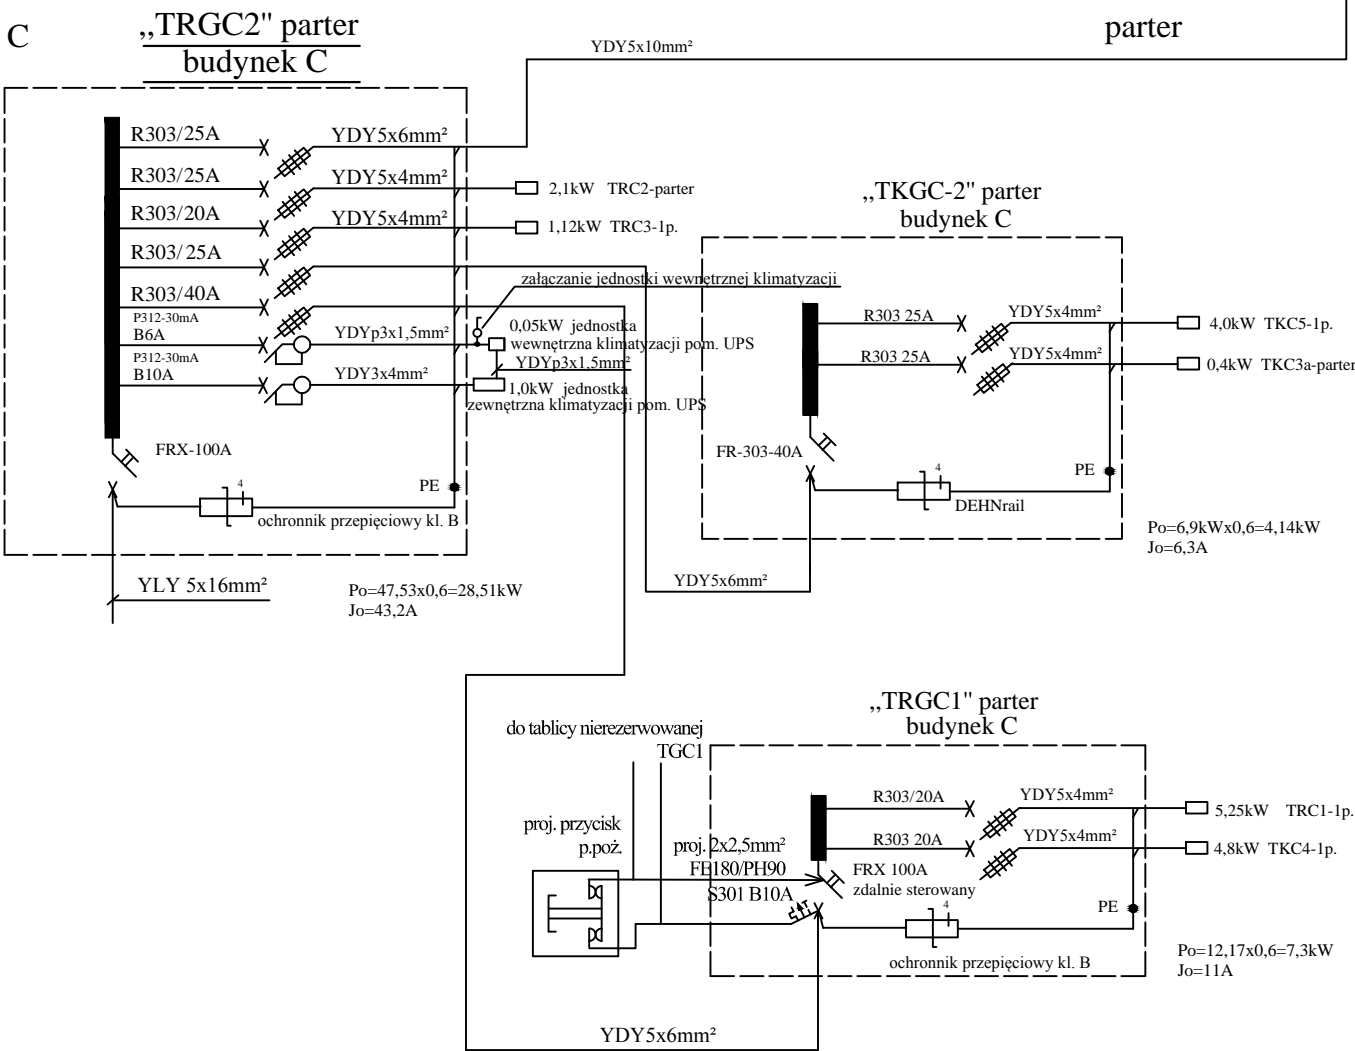 C
,,TRGC2" parter
budynek C
YDY5x10mm²
parter
R303/25A
YDY5x6mm²
R303/25A
YDY5x4mm²
2,1kW TRC2-parter
R303/20A
YDY5x4mm²
1,12kW TRC3-1p.
R303/ 25A
załączanie jednostki wewnętrznej klimatyzacji
R303/40A
P312-30mA
B6A
YDYp3x1,5mm²
0,05kW jednostka
wewnętrzna klimatyzacji pom. UPS
YDYp3x1,5mm²
P312-30mA
B10A
YDY3x4mm²
1,0kW jednostka
zewnętrzna klimatyzacji pom. UPS
FRX-100A
PE
4
ochronnik przepięciowy kl. B
YLY 5x16mm²
Po=47,53x0,6=28,51kW
Jo=43,2A
,,TKGC-2" parter
budynek C
R303 25A
YDY5x4mm²
4,0kW TKC5-1p.
R303 25A
YDY5x4mm²
0,4kW TKC3a-parter
FR-303-40A
PE
4
DEHNrail
Po=6,9kWx0,6=4,14kW
Jo=6,3A
YDY5x6mm²
,,TRGC1" parter
budynek C
do tablicy nierezerwowanej
TGC1
R303/20A
YDY5x4mm²
5,25kW TRC1-1p.
R303 20A
YDY5x4mm²
4,8kW TKC4-1p.
proj. przycisk
p.poż.
proj. 2x2,5mm²
FE180/PH90
S301 B10A
FRX 100A
zdalnie sterowany
PE
4
ochronnik przepięciowy kl. B
Po=12,17x0,6=7,3kW
Jo=11A
YDY5x6mm²